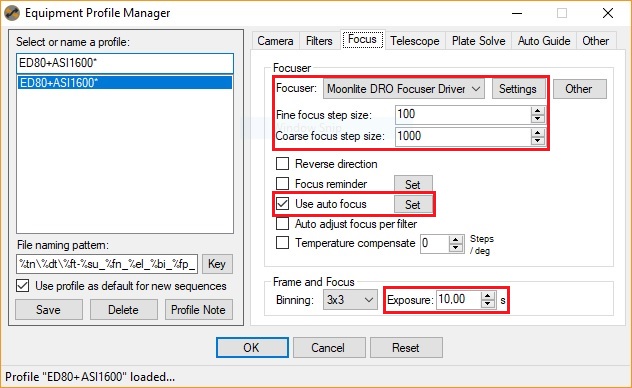 Equipment Profile Manager
Select or name a profile:
ED80+ASI1600*
ED80+ASI1600*
File naming pattern:
%tn\%dt\%ft-%su_%fn_%el_%bi_%fp_ Key
Use profile as default for new sequences
Save Delete Profile Note
Camera Filters Focus Telescope Plate Solve Auto Guide Other
Focuser
Focuser: Moonlite DRO Focuser Driver Settings Other
Fine focus step size: 100
Coarse focus step size: 1000
Reverse direction
Focus reminder Set
Use auto focus Set
Auto adjust focus per filter
Temperature compensate 0 Steps
/ deg
Frame and Focus
Binning: 3x3 Exposure: 10,00 s
OK Cancel Reset
Profile "ED80+ASI1600" loaded...